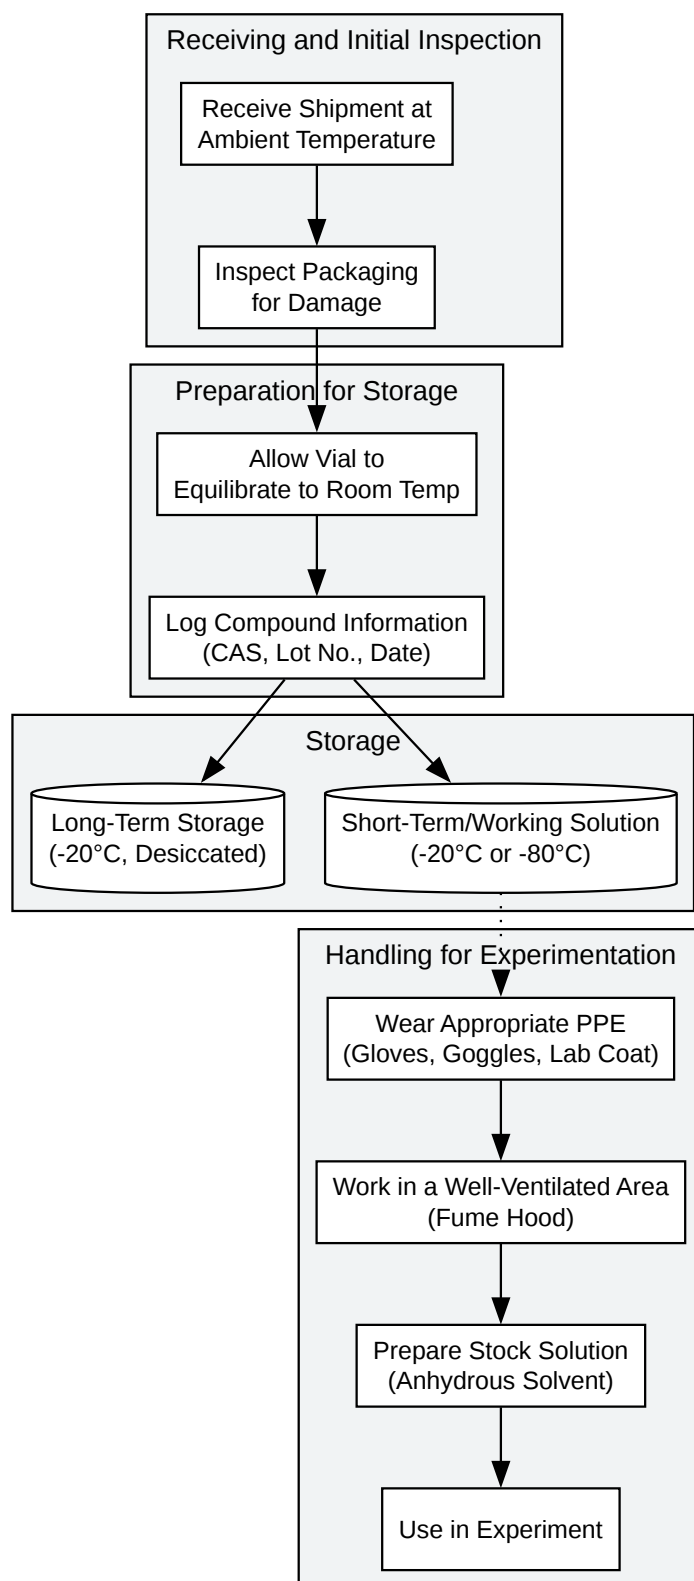 Receiving and Initial Inspection
Receive Shipment at
Ambient Temperature
Inspect Packaging
for Damage
Preparation for Storage
Allow Vial to
Equilibrate to Room Temp
Log Compound Information
(CAS, Lot No., Date)
Storage
Long-Term Storage
(-20°C, Desiccated)
Short-Term/Working Solution
(-20°C or -80°C)
Handling for Experimentation
Wear Appropriate PPE
(Gloves, Goggles, Lab Coat)
Work in a Well-Ventilated Area
(Fume Hood)
Prepare Stock Solution
(Anhydrous Solvent)
Use in Experiment